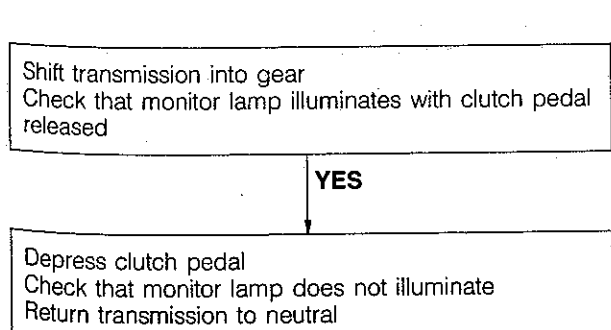 Shift transmission into gear
Check that monitor lamp illuminates with clutch pedal
released
YES
Depress clutch pedal
Check that monitor lamp does not illuminate
Return transmission to neutral